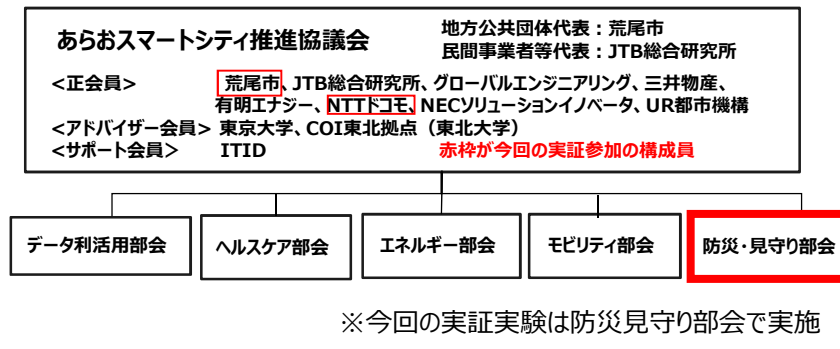 あらおスマートシティ推進協議会
地方公共団体代表：荒尾市
民間事業者等代表：JTB総合研究所
<正会員> 荒尾市、JTB総合研究所、グローバルエンジニアリング、三井物産、
有明エナジー、NTTドコモ、NECソリューションイノベータ、UR都市機構
<アドバイザー会員> 東京大学、COI東北拠点（東北大学）
<サポート会員> ITID 赤枠が今回の実証参加の構成員
データ利活用部会
ヘルスケア部会
エネルギー部会
モビリティ部会
防災・見守り部会
※今回の実証実験は防災見守り部会で実施